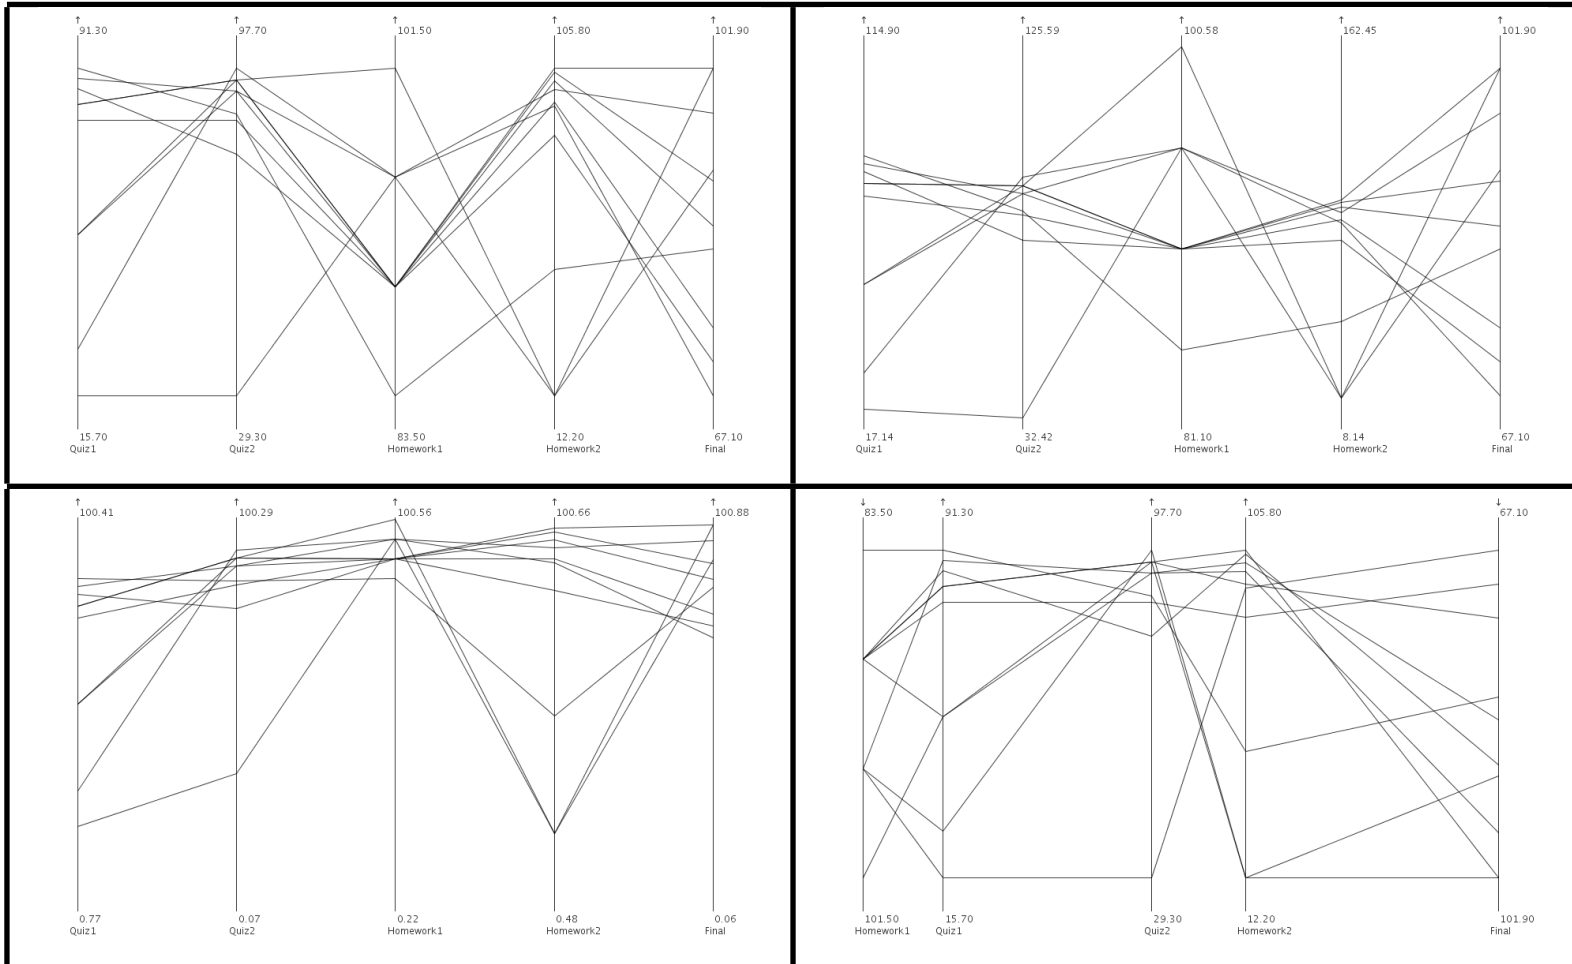 ↑ ↑ ↑ ↑ ↑
91.30 97.70 101.50 105.80 101.90
15.70 29.30 83.50 12.20 67.10
Quiz1 Quiz2 Homework1 Homework2 Final
↑ ↑ ↑ ↑ ↑
114.90 125.59 100.58 162.45 101.90
17.14 32.42 81.10 8.14 67.10
Quiz1 Quiz2 Homework1 Homework2 Final
↑ ↑ ↑ ↑ ↑
100.41 100.29 100.56 100.66 100.88
0.77 0.07 0.22 0.48 0.06
Quiz1 Quiz2 Homework1 Homework2 Final
↓ ↑ ↑ ↑ ↓
83.50 91.30 97.70 105.80 67.10
101.50 15.70 29.30 12.20 101.90
Homework1 Quiz1 Quiz2 Homework2 Final